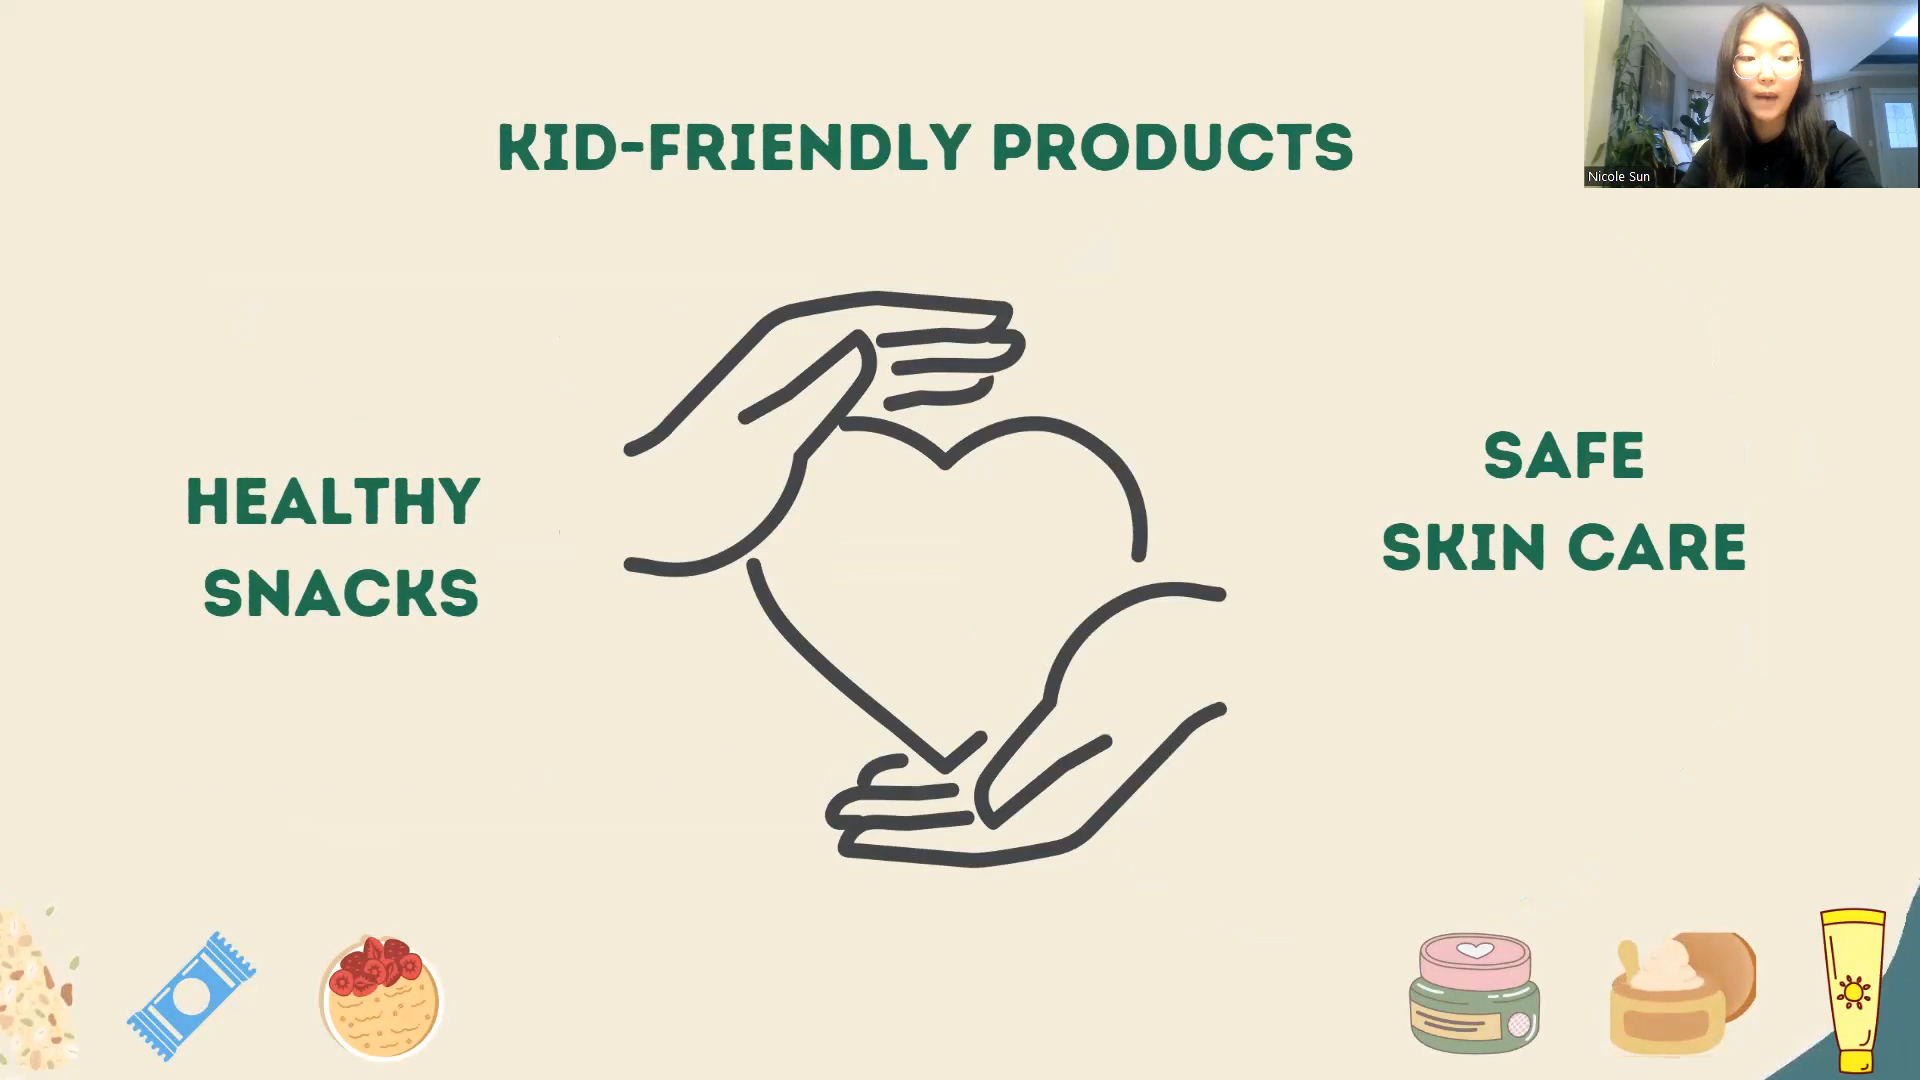 KID-FRIENDLY PRODUCTS
Nicole Sun
HEALTHY
SNACKS
SAFE
SKIN CARE